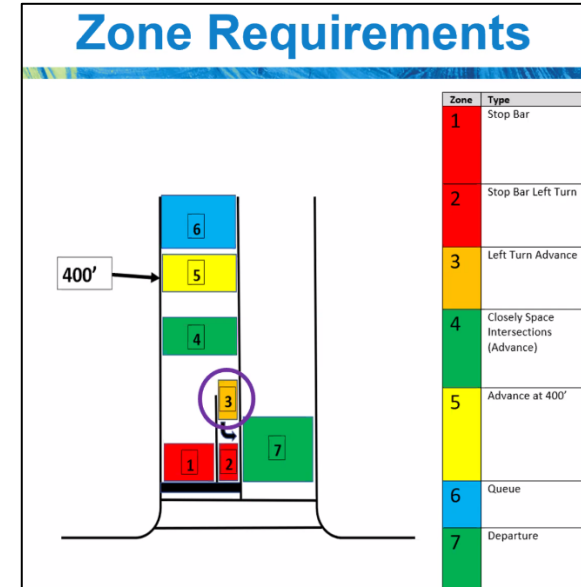 Zone Requirements
6
400'
5
4
3
1
2
7
Zone Type
1 Stop Bar
2 Stop Bar Left Turn
3 Left Turn Advance
4 Closely Space
Intersections
(Advance)
5 Advance at 400'
6 Queue
7 Departure